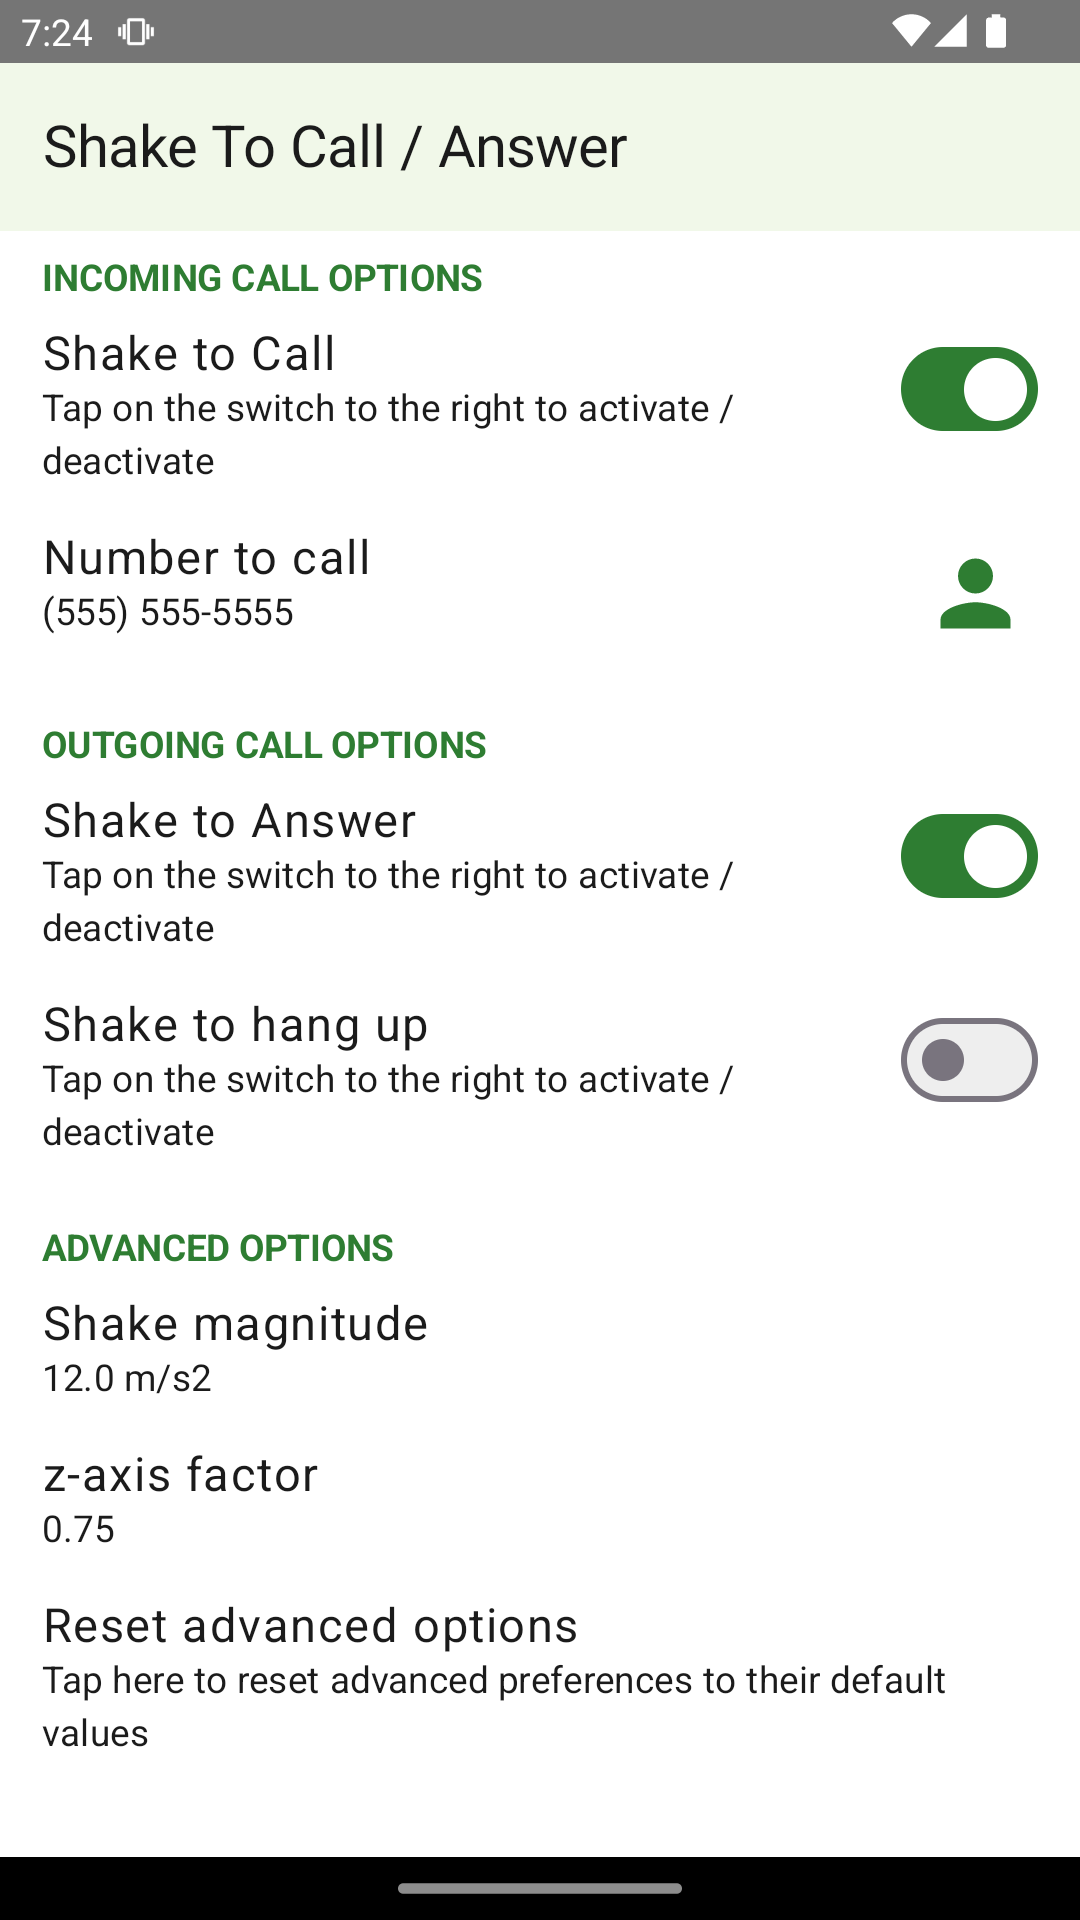 7:24
Shake To Call / Answer
INCOMING CALL OPTIONS
Shake to Call
Tap on the switch to the right to activate /
deactivate
Number to call
(555) 555-5555
OUTGOING CALL OPTIONS
Shake to Answer
Tap on the switch to the right to activate /
deactivate
Shake to hang up
Tap on the switch to the right to activate /
deactivate
ADVANCED OPTIONS
Shake magnitude
12.0 m/s2
z-axis factor
0.75
Reset advanced options
Tap here to reset advanced preferences to their default
values